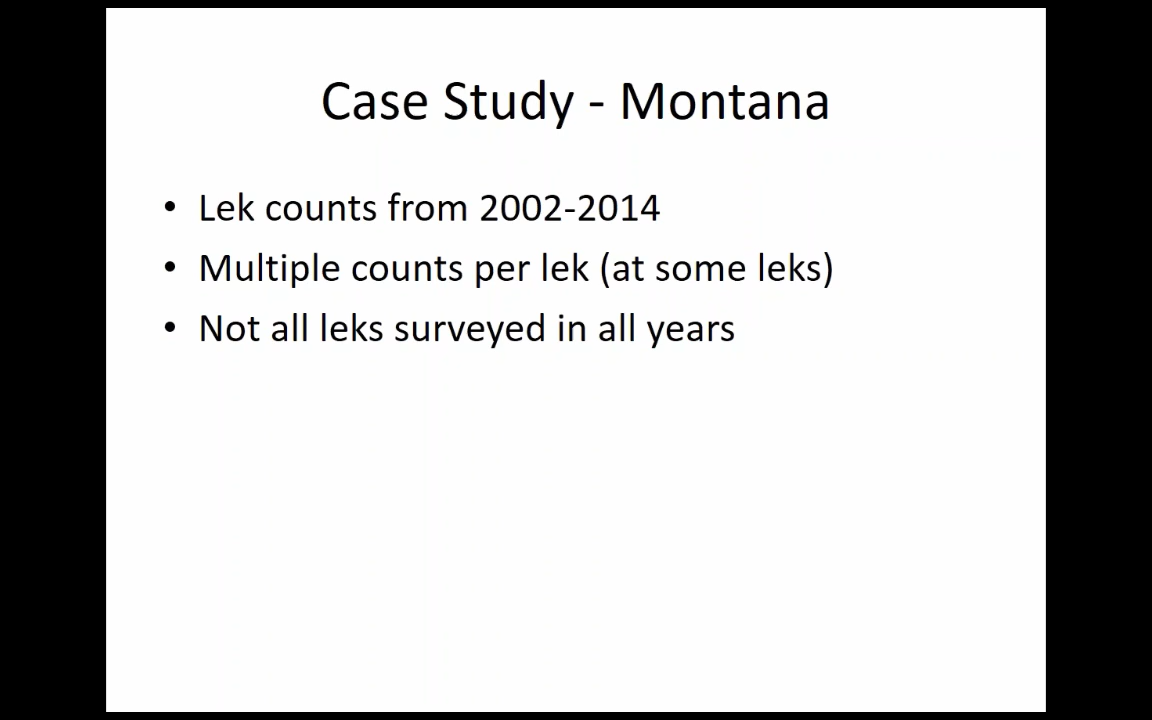 Case Study - Montana
• Lek counts from 2002-2014
• Multiple counts per lek (at some leks)
• Not all leks surveyed in all years